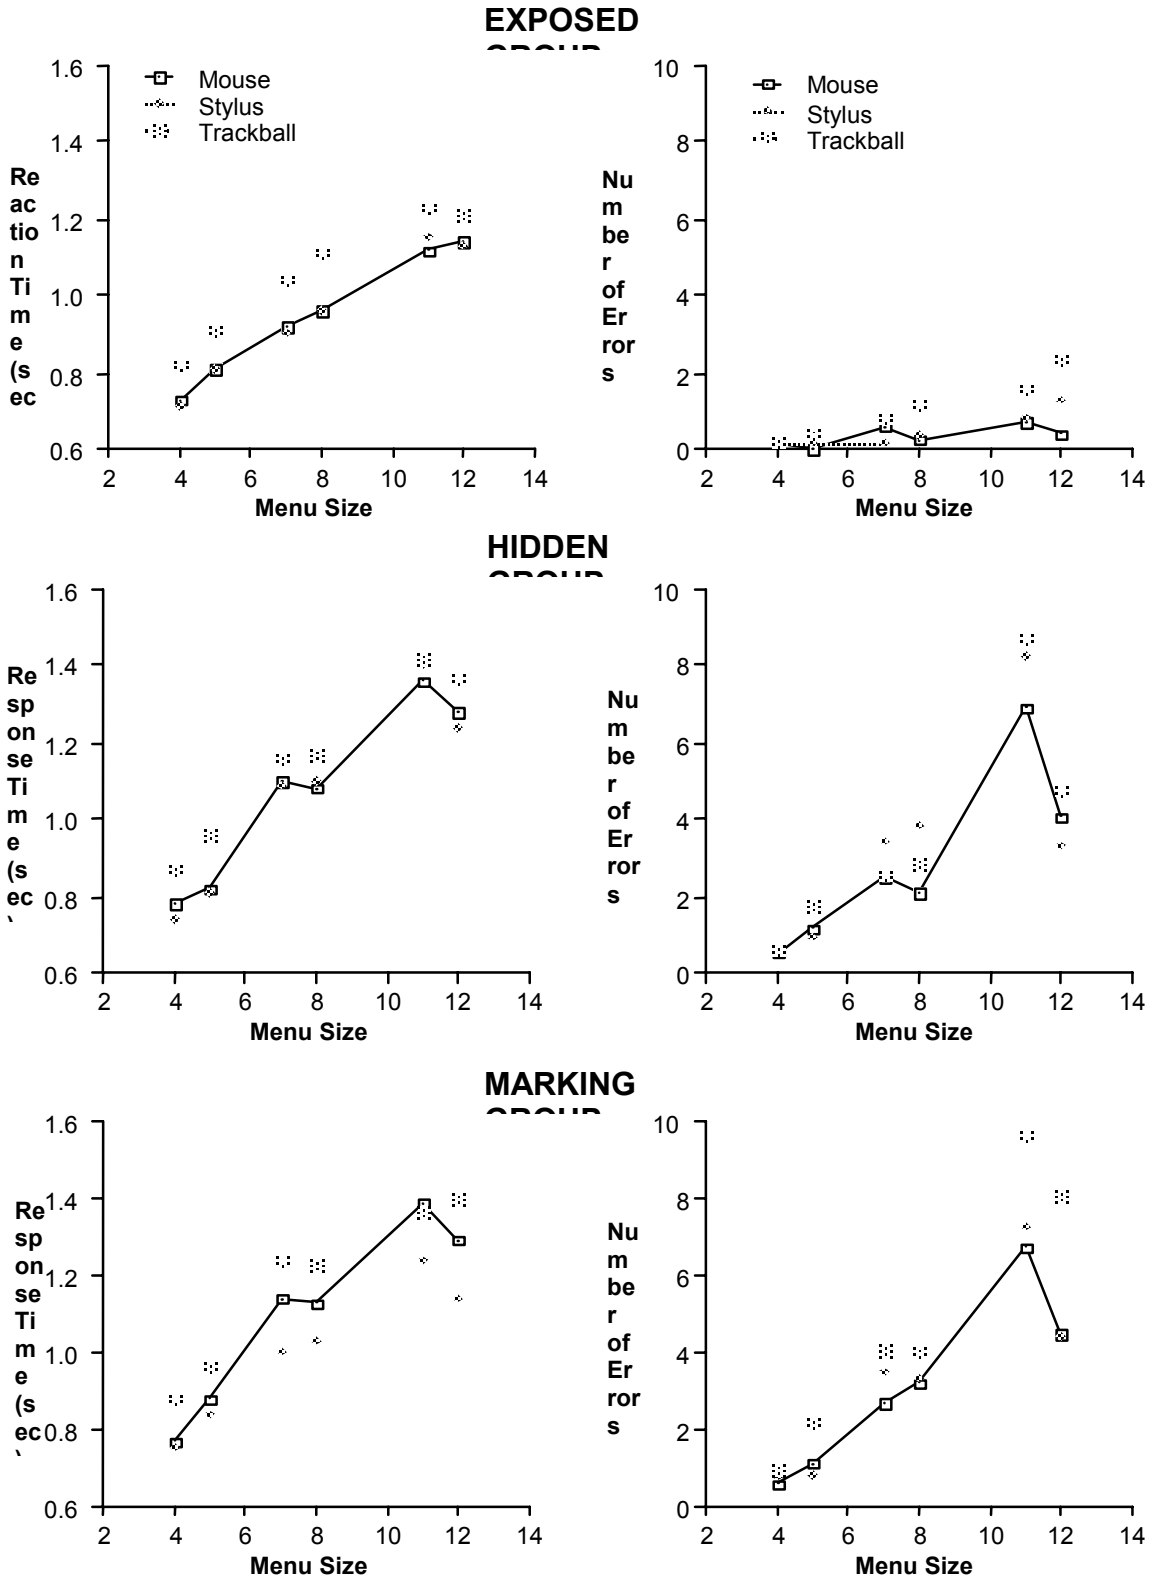 EXPOSED
GROUP
1.6
1.4
1.2
1.0
0.8
0.6
Re
ac
tio
n
Ti
m
e
(s
ec
Mouse
Stylus
Trackball
2 4 6 8 10 12 14
Menu Size
10
8
6
4
2
0
Nu
m
be
r
of
Er
ror
s
Mouse
Stylus
Trackball
2 4 6 8 10 12 14
Menu Size
HIDDEN
GROUP
1.6
1.4
1.2
1.0
0.8
0.6
Re
sp
on
se
Ti
m
e
(s
ec
)
2 4 6 8 10 12 14
Menu Size
10
8
6
4
2
0
Nu
m
be
r
of
Er
ror
s
2 4 6 8 10 12 14
Menu Size
MARKING
GROUP
1.6
1.4
1.2
1.0
0.8
0.6
Re
sp
on
se
Ti
m
e
(s
ec
)
2 4 6 8 10 12 14
Menu Size
10
8
6
4
2
0
Nu
m
be
r
of
Er
ror
s
2 4 6 8 10 12 14
Menu Size